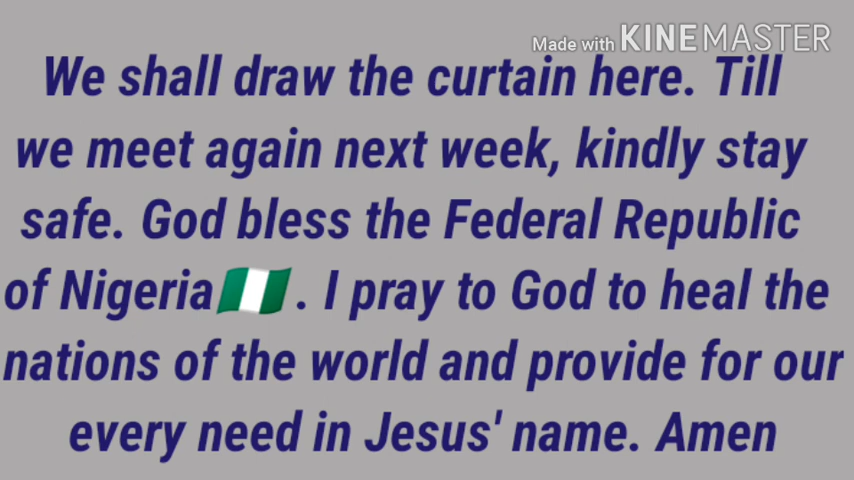 Made with KINEMASTER
We shall draw the curtain here. Till
we meet again next week, kindly stay
safe. God bless the Federal Republic
of Nigeria🇳🇬. I pray to God to heal the
nations of the world and provide for our
every need in Jesus' name. Amen